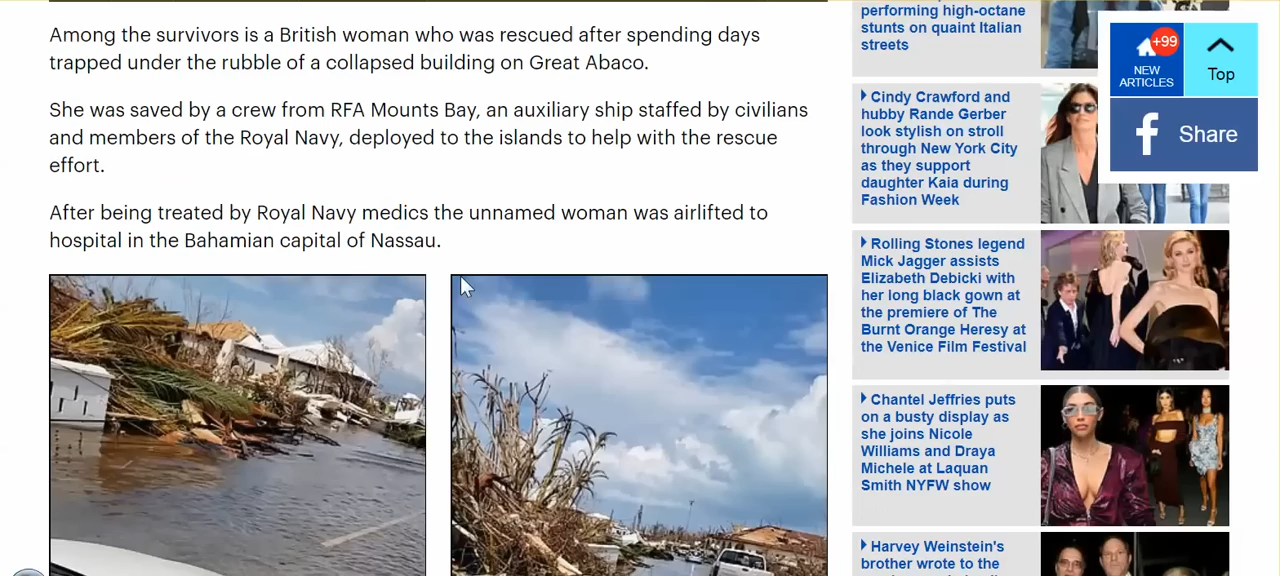 Among the survivors is a British woman who was rescued after spending days
trapped under the rubble of a collapsed building on Great Abaco.
She was saved by a crew from RFA Mounts Bay, an auxiliary ship staffed by civilians
and members of the Royal Navy, deployed to the islands to help with the rescue
effort.
After being treated by Royal Navy medics the unnamed woman was airlifted to
hospital in the Bahamian capital of Nassau.
performing high-octane
stunts on quaint Italian
streets
Cindy Crawford and
hubby Rande Gerber
look stylish on stroll
through New York City
as they support
daughter Kaia during
Fashion Week
Rolling Stones legend
Mick Jagger assists
Elizabeth Debicki with
her long black gown at
the premiere of The
Burnt Orange Heresy at
the Venice Film Festival
Chantel Jeffries puts
on a busty display as
she joins Nicole
Williams and Draya
Michele at Laquan
Smith NYFW show
Harvey Weinstein's
brother wrote to the
+99
NEW
ARTICLES
Top
Share